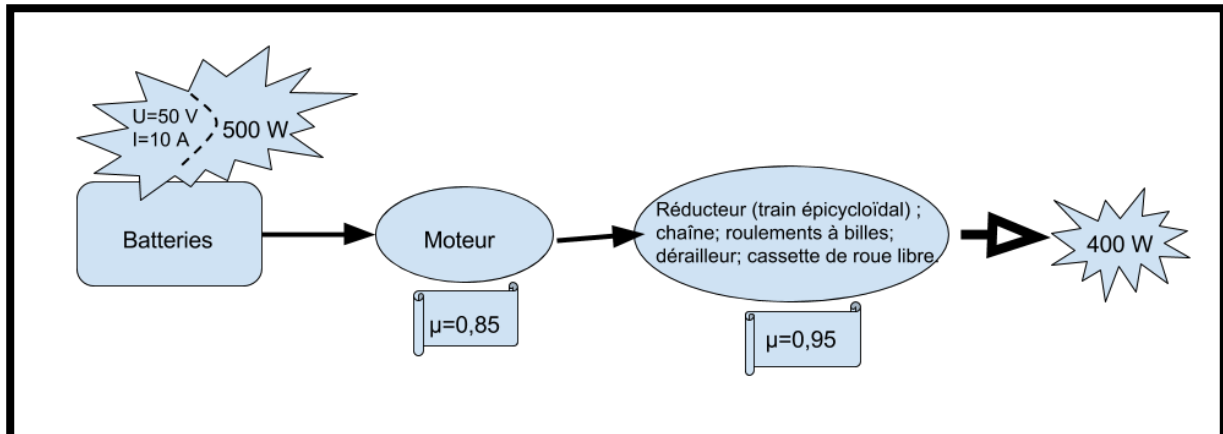 U=50 V
I=10 A
500 W
Batteries
Moteur
Réducteur (train épicycloïdal) ;
chaîne; roulements à billes;
dérailleur; cassette de roue libre.
400 W
μ=0,85
μ=0,95